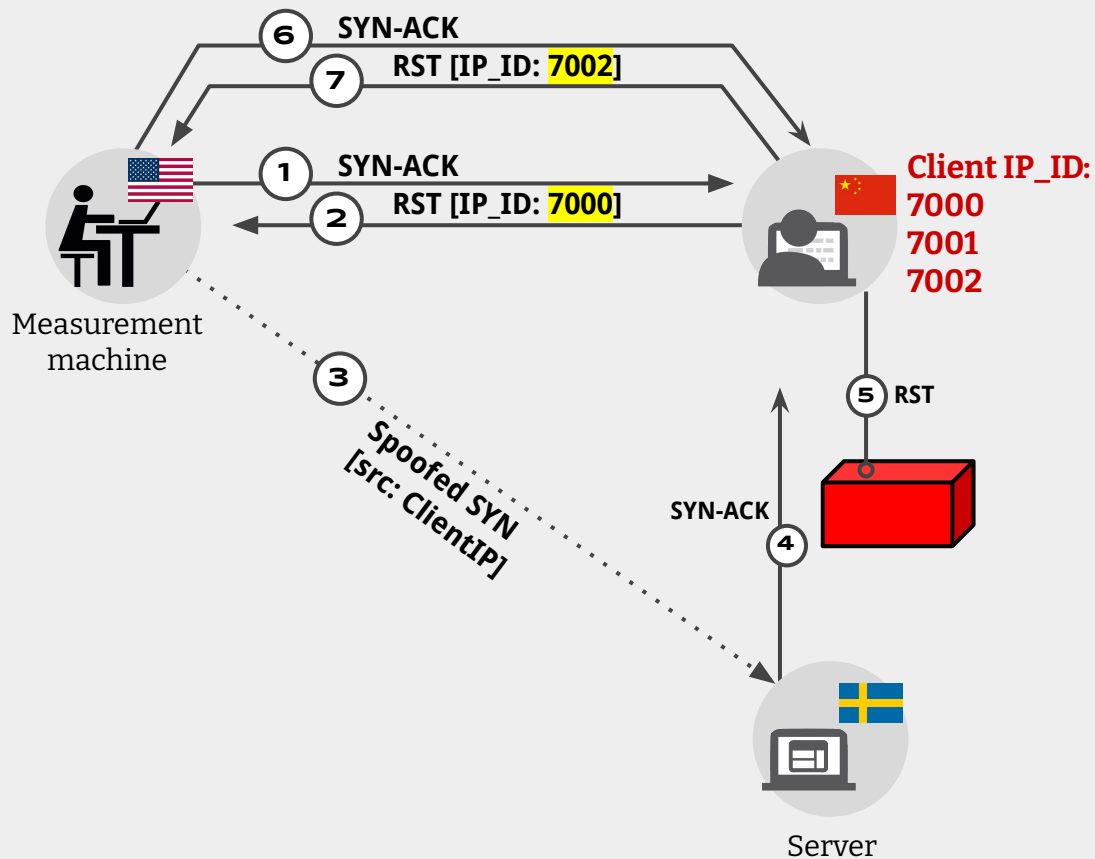 6 SYN-ACK
7 RST [IP_ID: 7002]
1 SYN-ACK
2 RST [IP_ID: 7000]
Client IP_ID:
7000
7001
7002
Measurement
machine
3
Spoofed SYN
[src: ClientIP]
5 RST
SYN-ACK
4
Server